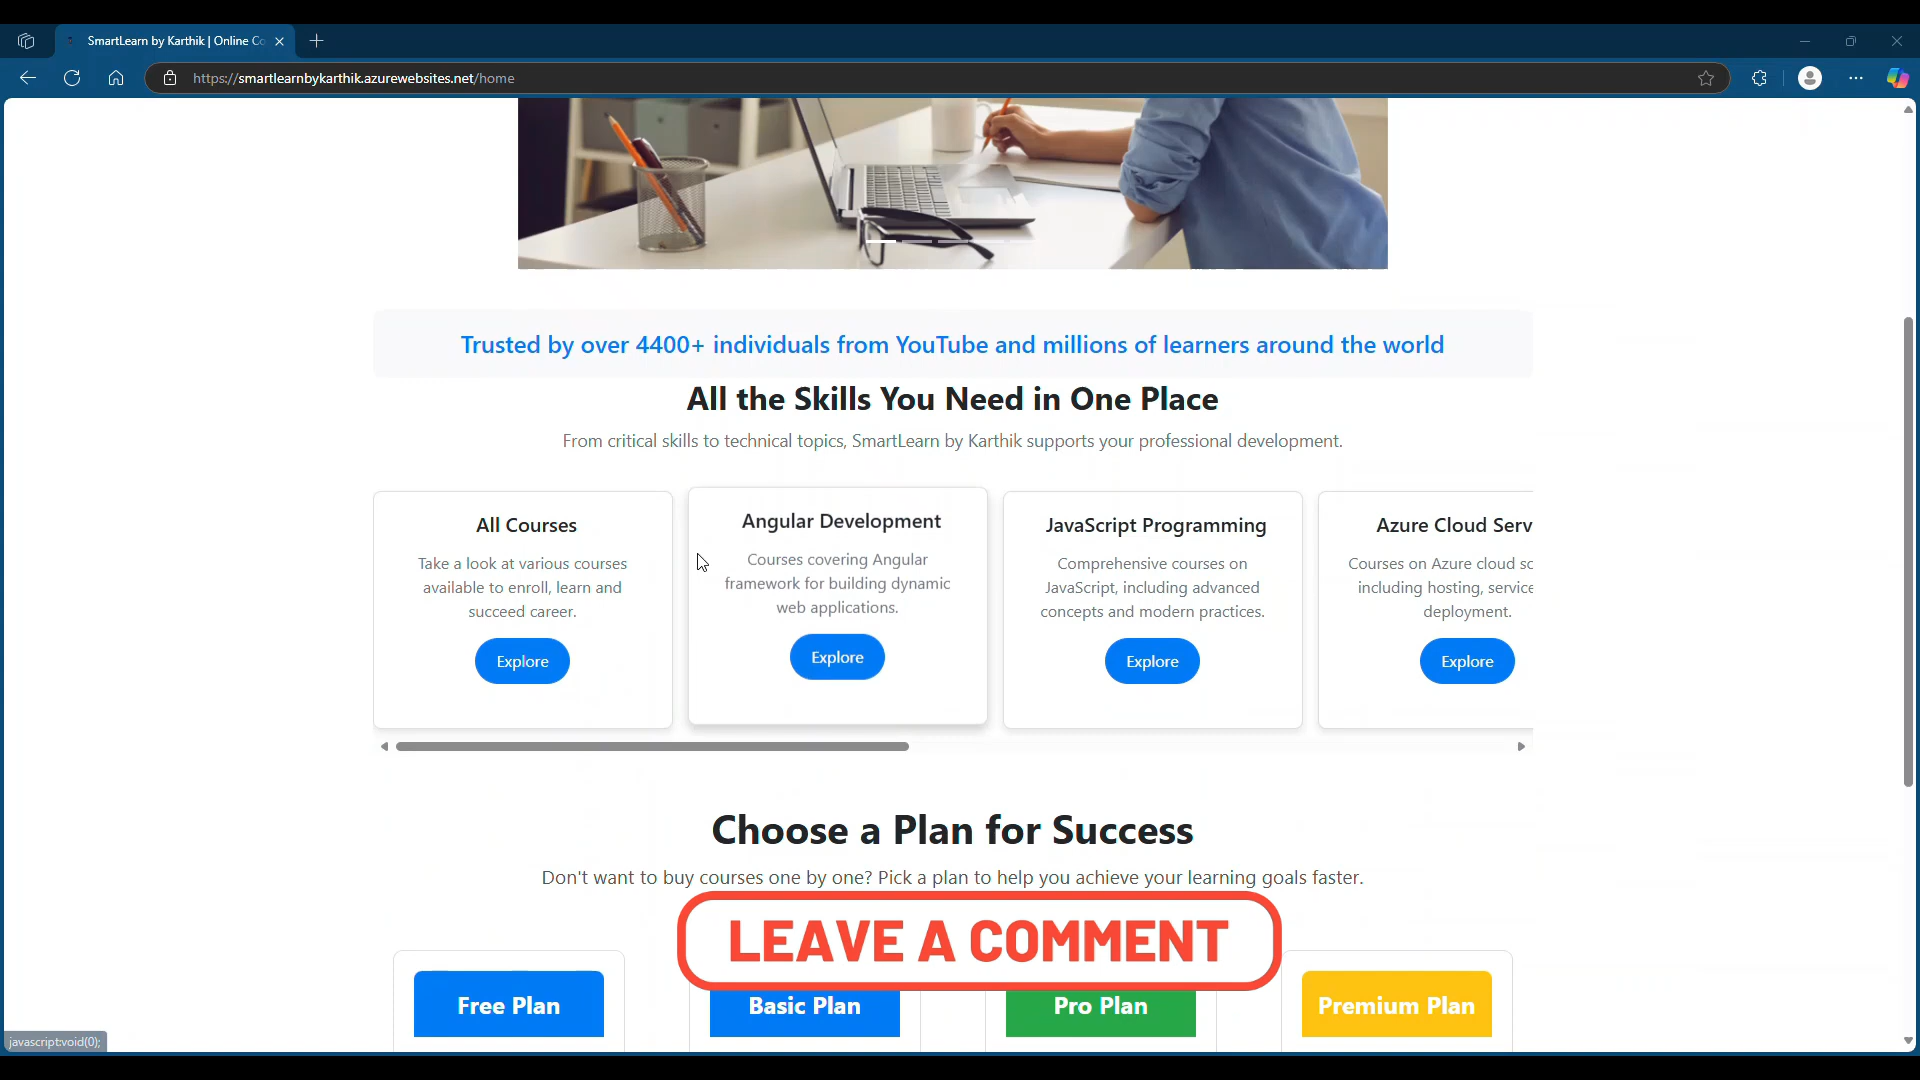 SmartLearn by Karthik | Online Co
https://smartlearnbykarthik.azurewebsites.net/home
Trusted by over 4400+ individuals from YouTube and millions of learners around the world
All the Skills You Need in One Place
From critical skills to technical topics, SmartLearn by Karthik supports your professional development.
All Courses
Take a look at various courses
available to enroll, learn and
succeed career.
Explore
Angular Development
Courses covering Angular
framework for building dynamic
web applications.
Explore
JavaScript Programming
Comprehensive courses on
JavaScript, including advanced
concepts and modern practices.
Explore
Azure Cloud Serv
Courses on Azure cloud sc
including hosting, service
deployment.
Explore
Choose a Plan for Success
Don't want to buy courses one by one? Pick a plan to help you achieve your learning goals faster.
LEAVE A COMMENT
Free Plan
Basic Plan
Pro Plan
Premium Plan
javascript:void(0);